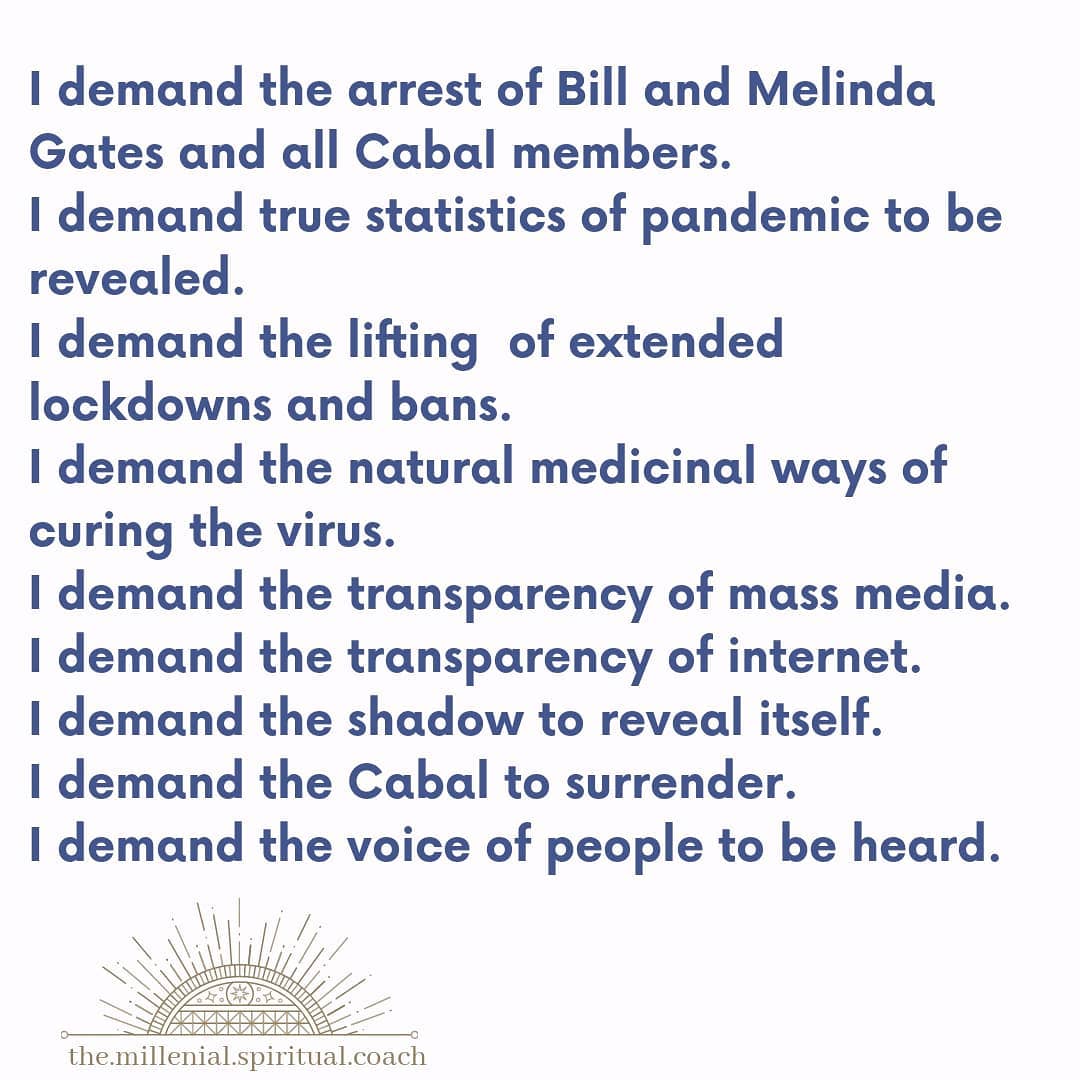 I demand the arrest of Bill and Melinda
Gates and all Cabal members.
I demand true statistics of pandemic to be
revealed.
I demand the lifting  of extended
lockdowns and bans.
I demand the natural medicinal ways of
curing the virus.
I demand the transparency of mass media.
I demand the transparency of internet.
I demand the shadow to reveal itself.
I demand the Cabal to surrender.
I demand the voice of people to be heard.
the.millenial.spiritual.coach